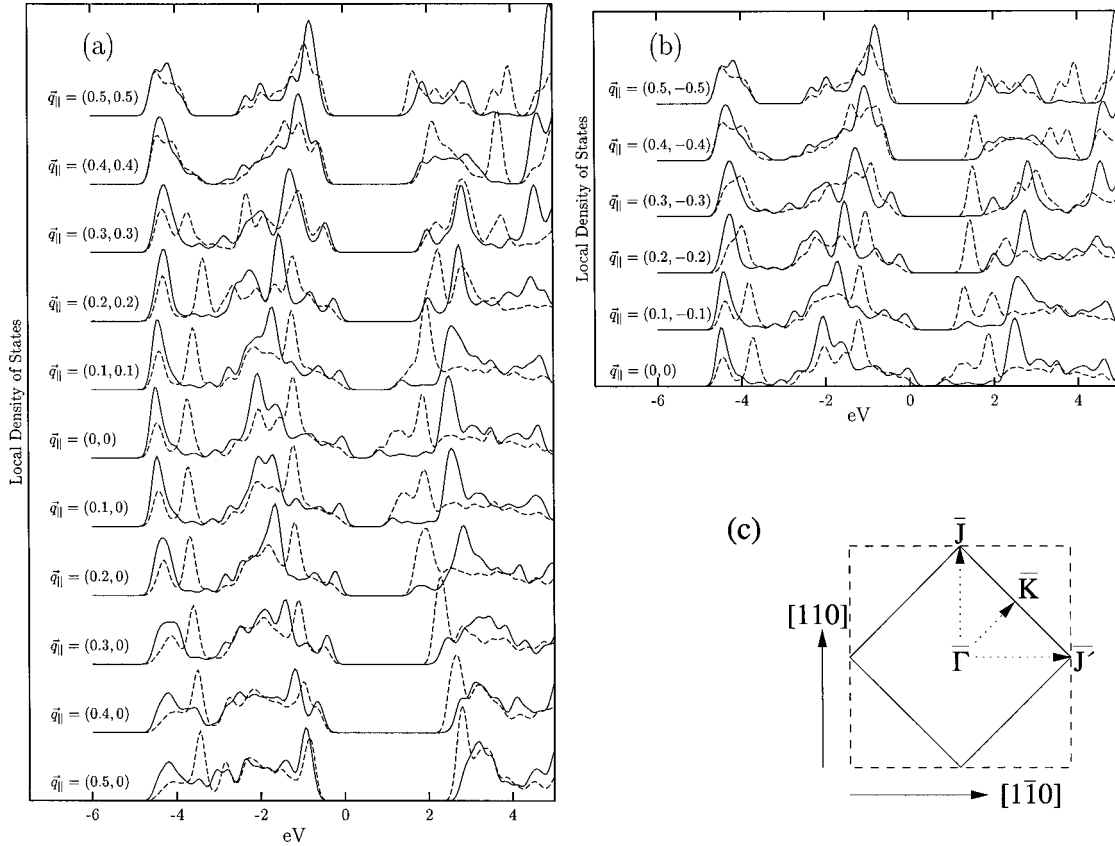 (a)
Local Density of States
q⃗∥ = (0.5, 0.5)
q⃗∥ = (0.4, 0.4)
q⃗∥ = (0.3, 0.3)
q⃗∥ = (0.2, 0.2)
q⃗∥ = (0.1, 0.1)
q⃗∥ = (0, 0)
q⃗∥ = (0.1, 0)
q⃗∥ = (0.2, 0)
q⃗∥ = (0.3, 0)
q⃗∥ = (0.4, 0)
q⃗∥ = (0.5, 0)
-6 -4 -2 0 2 4
eV
(b)
Local Density of States
q⃗∥ = (0.5, −0.5)
q⃗∥ = (0.4, −0.4)
q⃗∥ = (0.3, −0.3)
q⃗∥ = (0.2, −0.2)
q⃗∥ = (0.1, −0.1)
q⃗∥ = (0, 0)
-6 -4 -2 0 2 4
eV
(c)
J̅
K̅
[110]
Γ̅
J̅′
[11̅0]